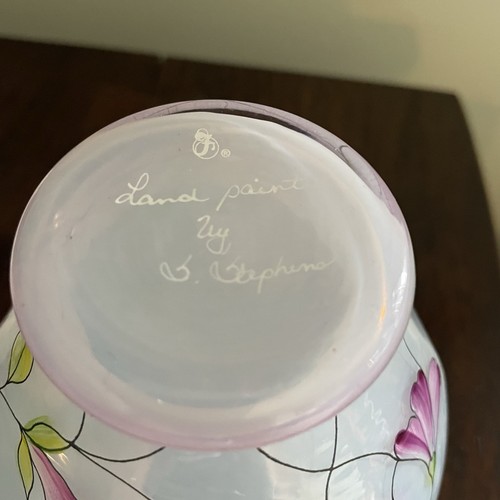 ®
Hand paint
by
S. Stephens